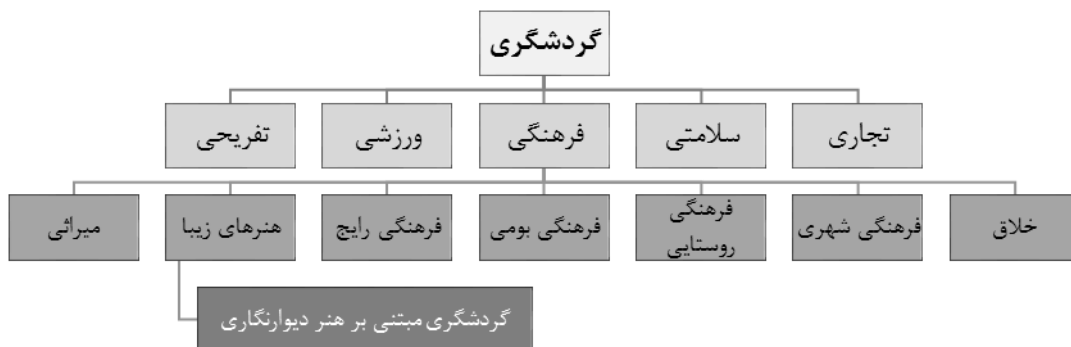 گردشگری
تجاری
سلامتی
فرهنگی
ورزشی
تفریحی
خلاق
فرهنگی شهری
فرهنگی
روستایی
فرهنگی بومی
فرهنگی رایج
هنرهای زیبا
میراثی
گردشگری مبتنی بر هنر دیوارنگاری